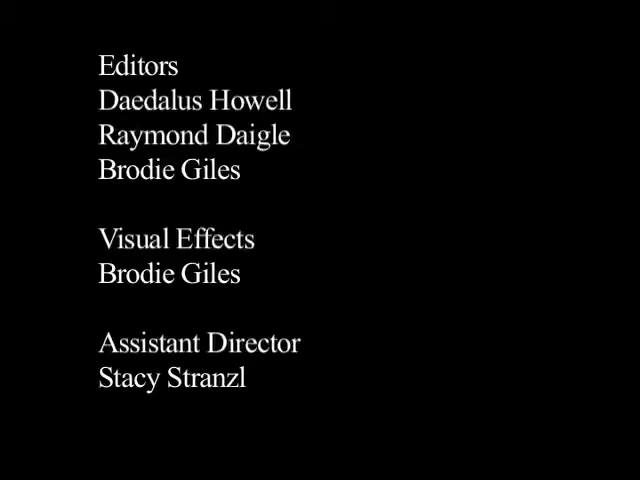 Editors
Daedalus Howell
Raymond Daigle
Brodie Giles
Visual Effects
Brodie Giles
Assistant Director
Stacy Stranzl